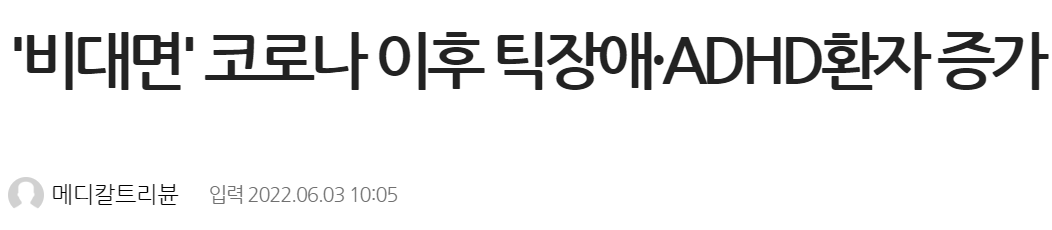 '비대면' 코로나 이후 틱장애·ADHD환자 증가
메디칼트리뷴 입력 2022.06.03 10:05